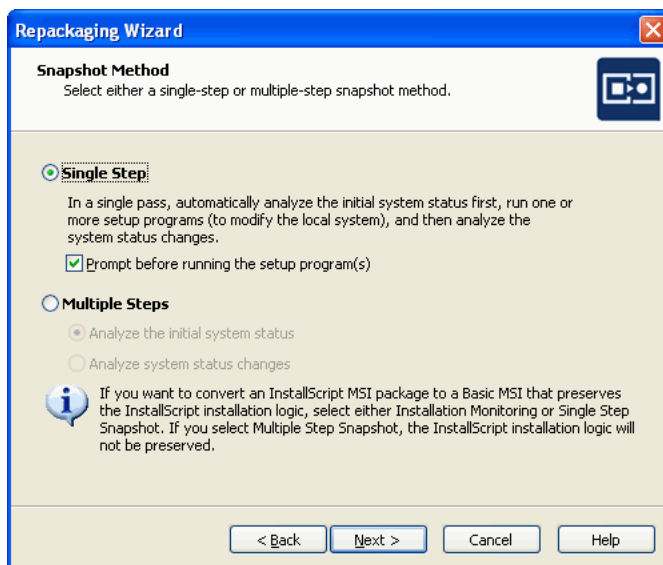 Repackaging Wizard
Snapshot Method
Select either a single-step or multiple-step snapshot method.
Single Step
In a single pass, automatically analyze the initial system status first, run one or
more setup programs (to modify the local system), and then analyze the
system status changes.
Prompt before running the setup program(s)
Multiple Steps
Analyze the initial system status
Analyze system status changes
If you want to convert an InstallScript MSI package to a Basic MSI that preserves
the InstallScript installation logic, select either Installation Monitoring or Single Step
Snapshot. If you select Multiple Step Snapshot, the InstallScript installation logic will
not be preserved.
< Back Next > Cancel Help